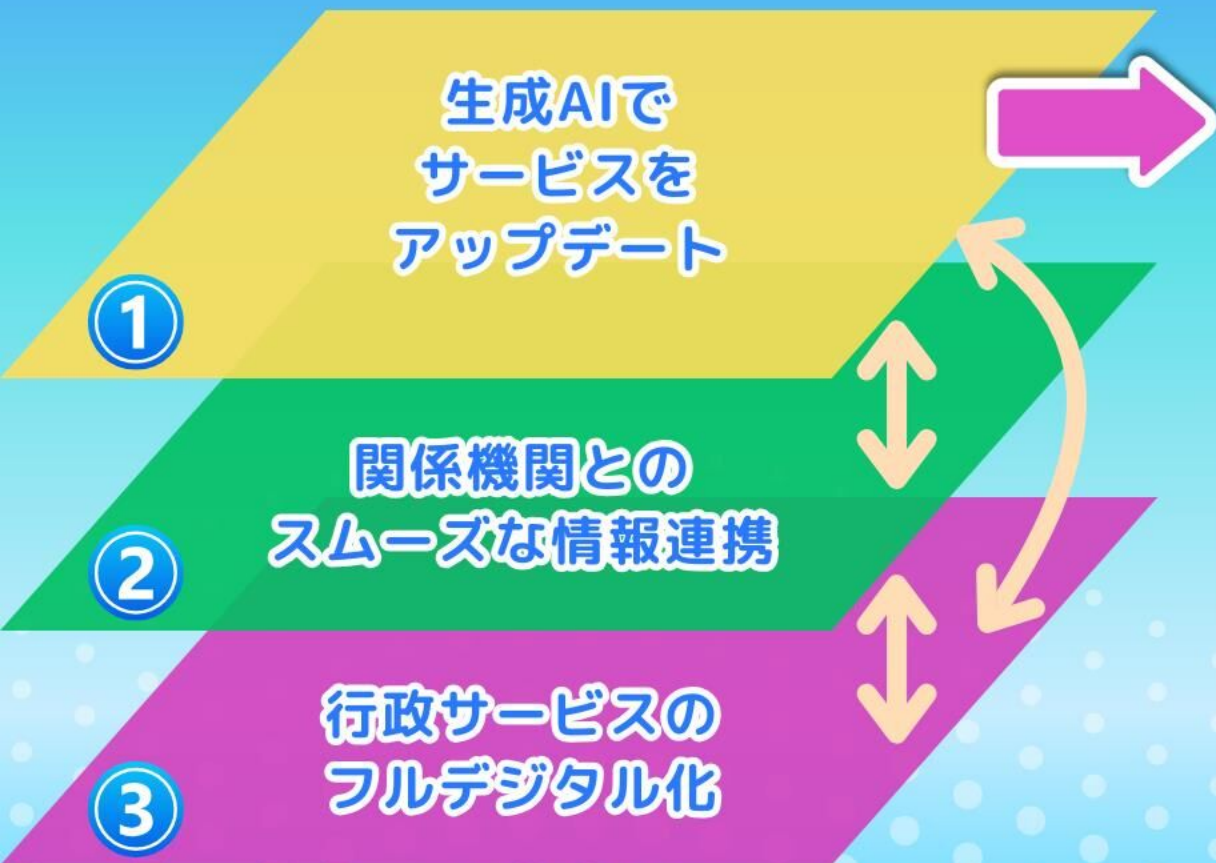 生成AIで
サービスを
アップデート
①
関係機関との
スムーズな情報連携
②
行政サービスの
フルデジタル化
③